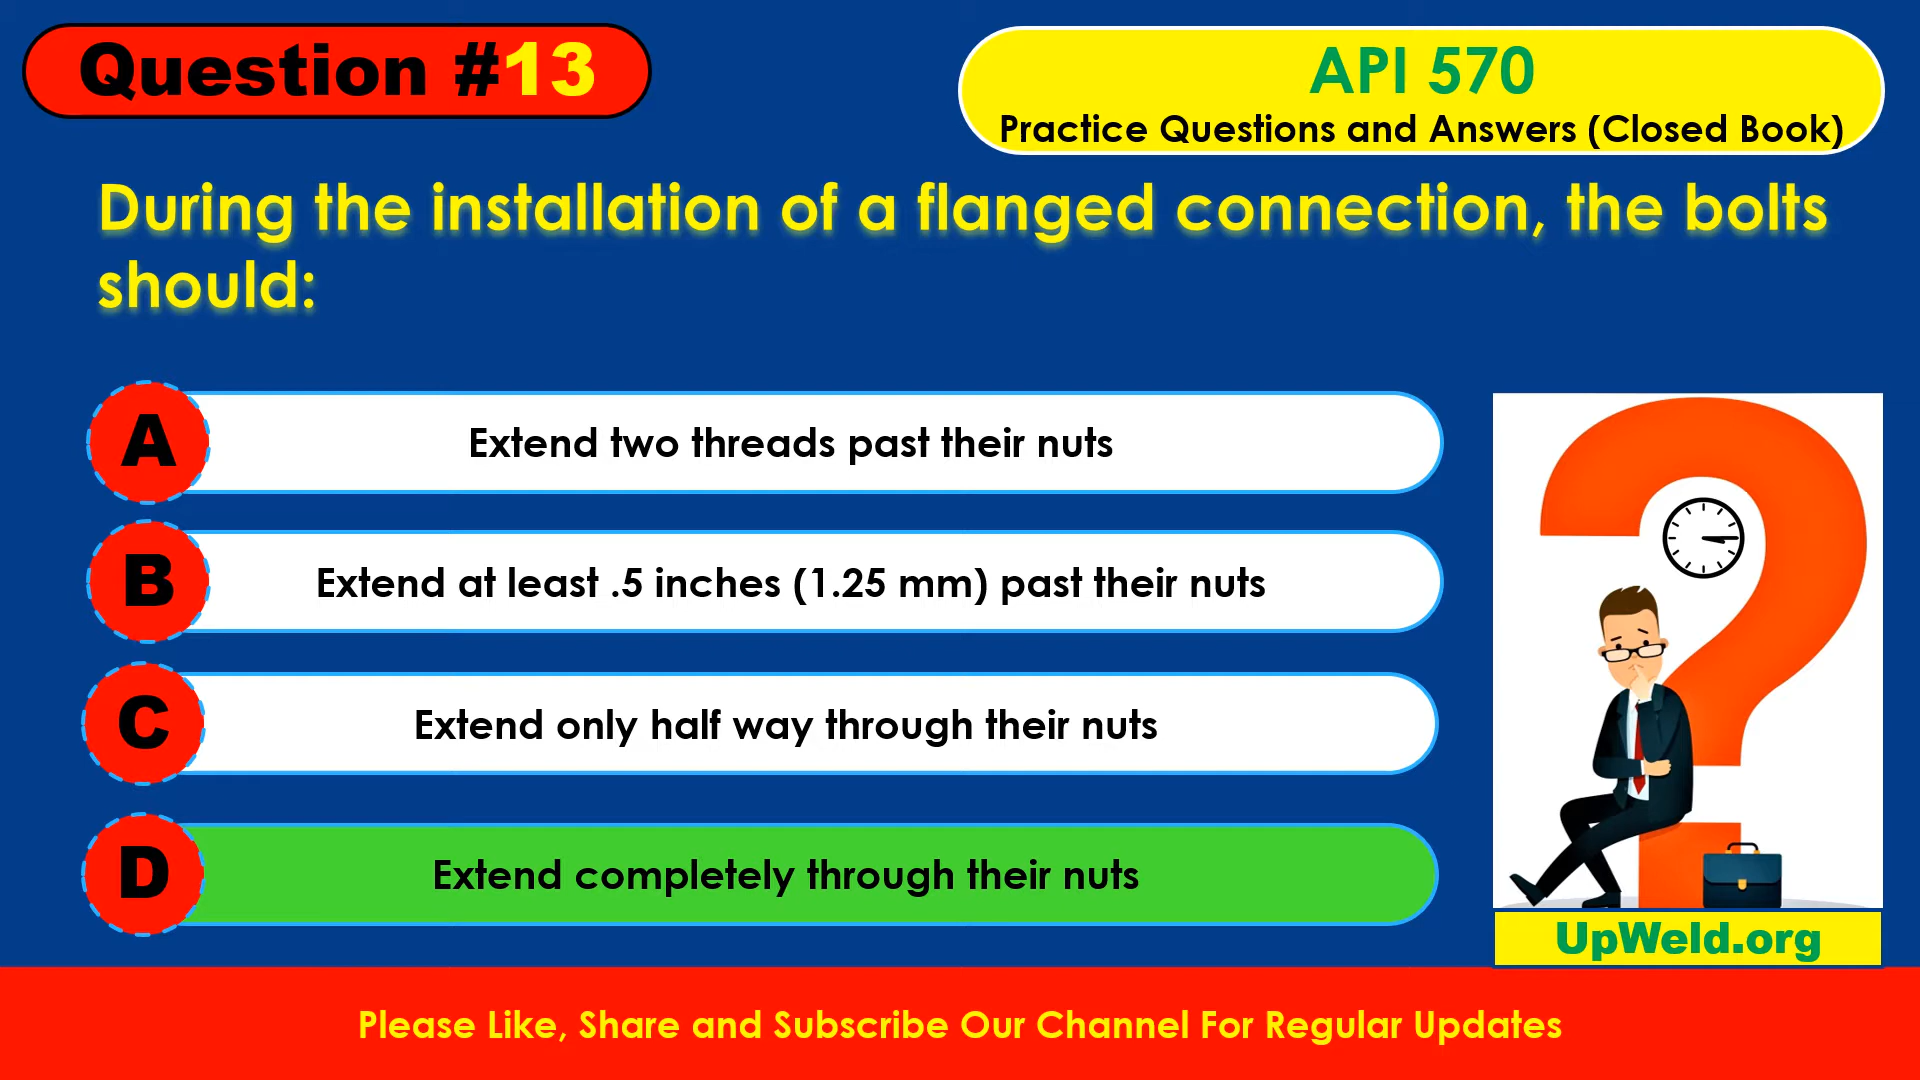 Question #13
API 570
Practice Questions and Answers (Closed Book)
During the installation of a flanged connection, the bolts
should:
A
Extend two threads past their nuts
B
Extend at least .5 inches (1.25 mm) past their nuts
C
Extend only half way through their nuts
D
Extend completely through their nuts
UpWeld.org
Please Like, Share and Subscribe Our Channel For Regular Updates